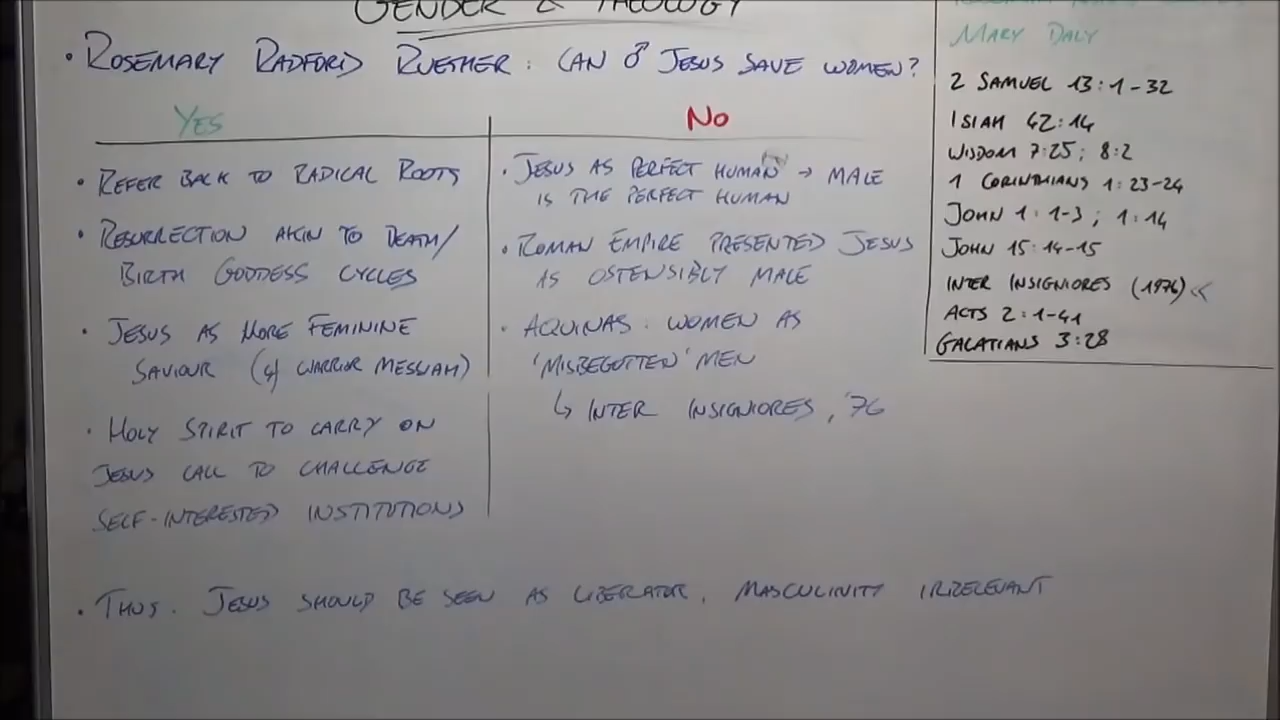 GENDER & THEOLOGY
• ROSEMARY RADFORD RUETHER: CAN ♂ JESUS SAVE WOMEN?
YES
• REFER BACK TO RADICAL ROOTS
• RESURRECTION AKIN TO DEATH/
BIRTH GODDESS CYCLES
• JESUS AS MORE FEMININE
SAVIOUR (cf WARRIOR MESSIAH)
• HOLY SPIRIT TO CARRY ON
JESUS CALL TO CHALLENGE
SELF-INTERESTED INSTITUTIONS
NO
• JESUS AS PERFECT HUMAN → MALE
IS THE PERFECT HUMAN
• ROMAN EMPIRE PRESENTED JESUS
AS OSTENSIBLY MALE
• AQUINAS: WOMEN AS
'MISBEGOTTEN' MEN
↳ INTER INSIGNIORES, '76
• THUS. JESUS SHOULD BE SEEN AS LIBERATOR, MASCULINITY IRRELEVANT
MARY DALY
2 SAMUEL 13:1-32
ISIAH 42:14
WISDOM 7:25; 8:2
1 CORINTHIANS 1:23-24
JOHN 1:1-3; 1:14
JOHN 15:14-15
INTER INSIGNIORES (1976)
ACTS 2:1-41
GALATIANS 3:28